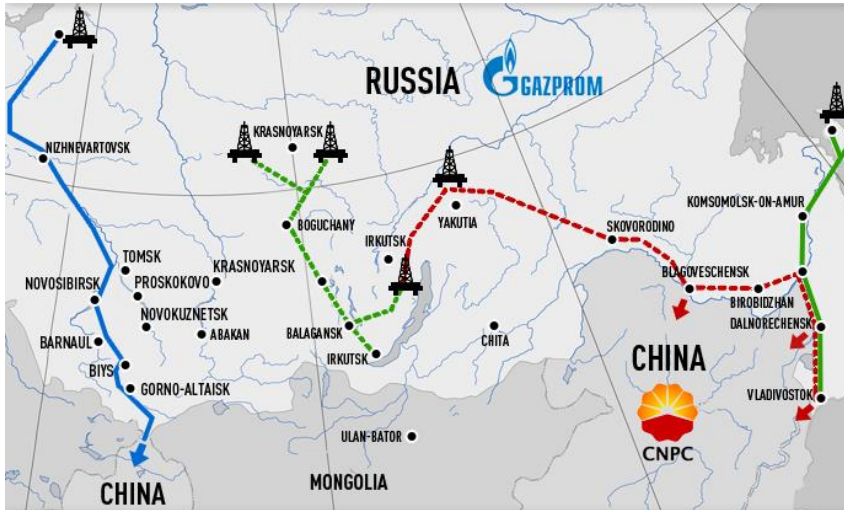 RUSSIA
GAZPROM
KRASNOYARSK
NIZHNEVARTOVSK
YAKUTIA
KOMSOMOLSK-ON-AMUR
BOGUCHANY
IRKUTSK
SKOVORODINO
TOMSK
KRASNOYARSK
PROSKOKOVO
NOVOSIBIRSK
BLAGOVESCHENSK
BIROBIDZHAN
NOVOKUZNETSK
ABAKAN
BALAGANSK
CHITA
DALNORECHENSK
BARNAUL
IRKUTSK
CHINA
BIYS
GORNO-ALTAISK
VLADIVOSTOK
ULAN-BATOR
CNPC
MONGOLIA
CHINA